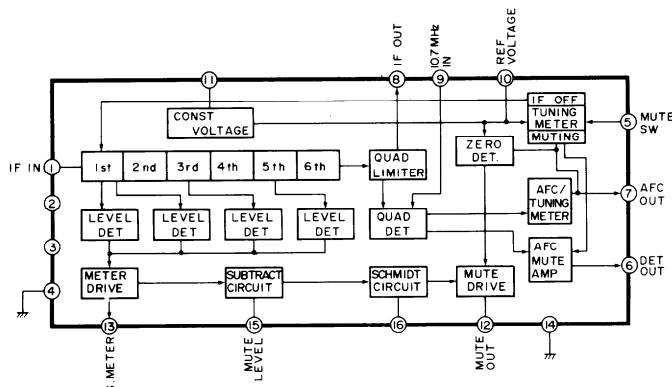 IF OUT
10.7MHz IN
REF VOLTAGE
11
8
9
10
CONST VOLTAGE
IF OFF
TUNING METER
MUTING
5
MUTE SW
IF IN
1
1st
2nd
3rd
4th
5th
6th
QUAD LIMITER
ZERO DET.
2
LEVEL DET
LEVEL DET
LEVEL DET
LEVEL DET
QUAD DET
AFC/ TUNING METER
7
AFC OUT
3
AFC MUTE AMP
6
DET OUT
4
METER DRIVE
SUBTRACT CIRCUIT
SCHMIDT CIRCUIT
MUTE DRIVE
13
15
16
12
14
S.METER
MUTE LEVEL
MUTE OUT